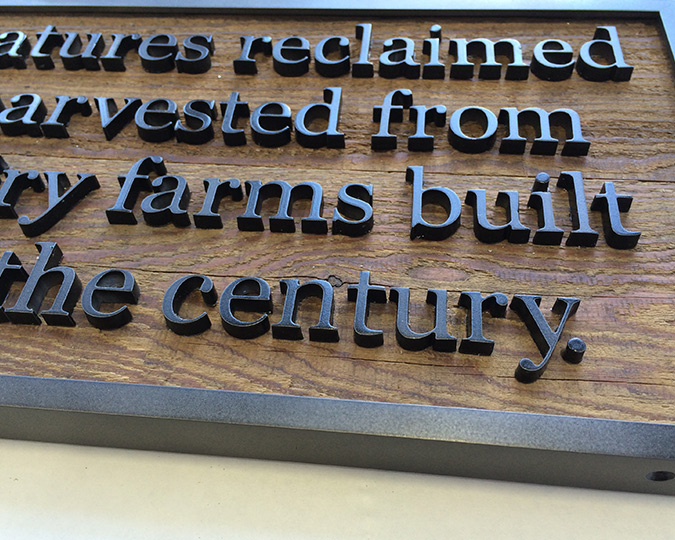 atures reclaimed
arvested from
ry farms built
the century.